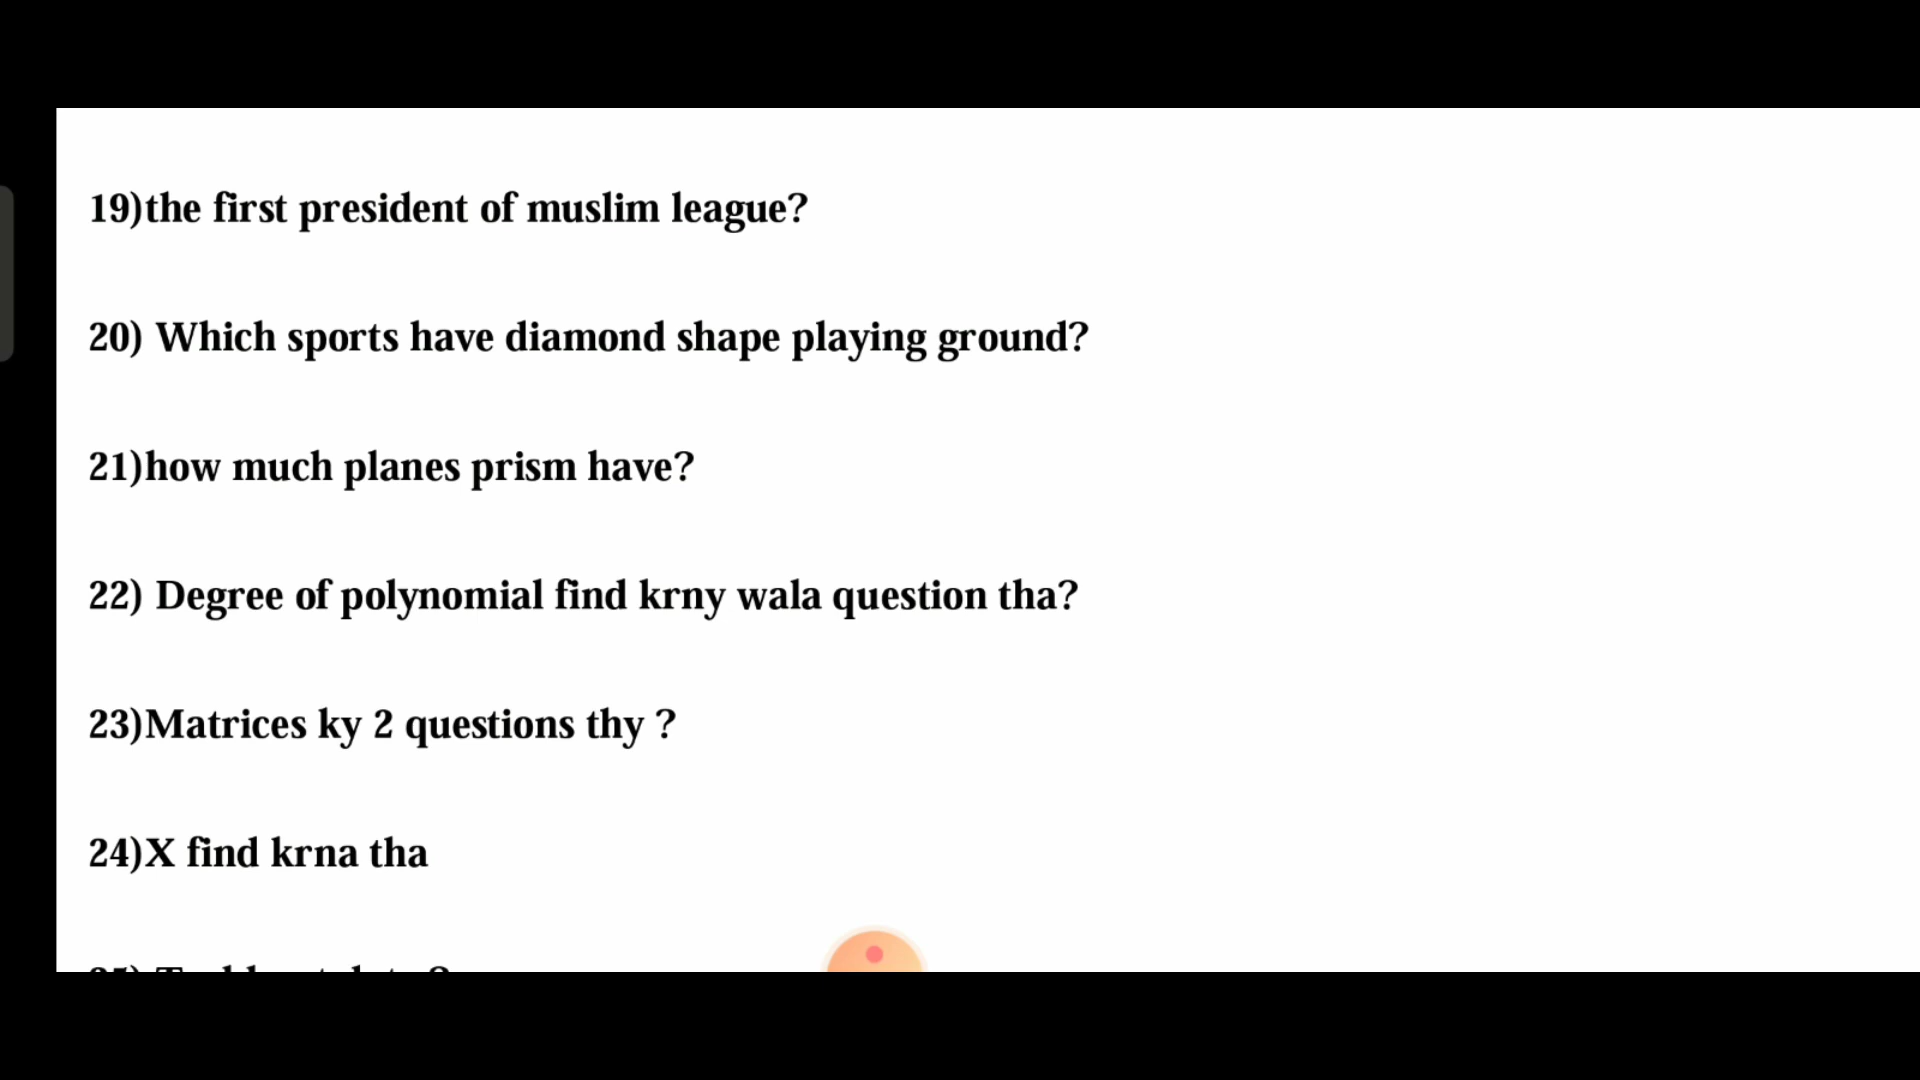 19)the first president of muslim league?
20) Which sports have diamond shape playing ground?
21)how much planes prism have?
22) Degree of polynomial find krny wala question tha?
23)Matrices ky 2 questions thy ?
24)X find krna tha